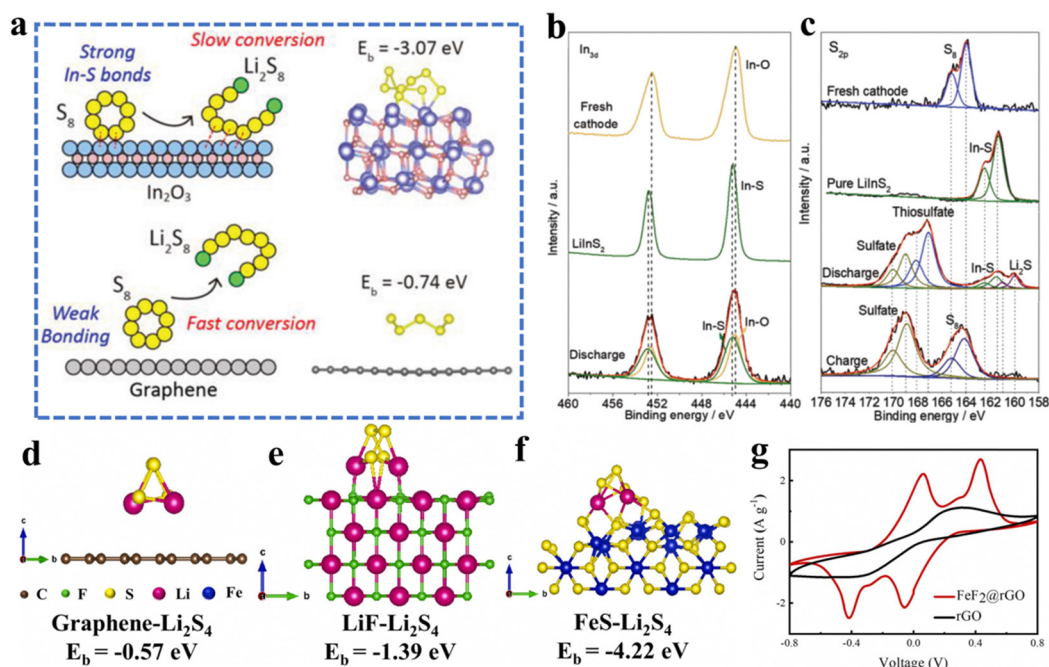 a
Strong
In-S bonds
Slow conversion
Li₂S₈
S₈
In₂O₃
E_b = -3.07 eV
Li₂S₈
S₈
Weak
Bonding
Fast conversion
Graphene
E_b = -0.74 eV
b
In₃d
In-O
Fresh
cathode
In-S
LiInS₂
In-S
In-O
Discharge
Intensity / a.u.
460 456 452 448 444 440
Binding energy / eV
c
S₂p
S₈
Fresh cathode
In-S
Pure LiInS₂
Thiosulfate
Sulfate
In-S
Li₂S
Discharge
Sulfate
S₈
Charge
Intensity / a.u.
176 174 172 170 168 166 164 162 160 158
Binding energy / eV
d
c
b
C F S Li Fe
Graphene-Li₂S₄
E_b = -0.57 eV
e
c
b
LiF-Li₂S₄
E_b = -1.39 eV
f
c
b
FeS-Li₂S₄
E_b = -4.22 eV
g
Current (A g⁻¹)
2
0
-2
FeF₂@rGO
rGO
-0.8 -0.4 0.0 0.4 0.8
Voltage (V)